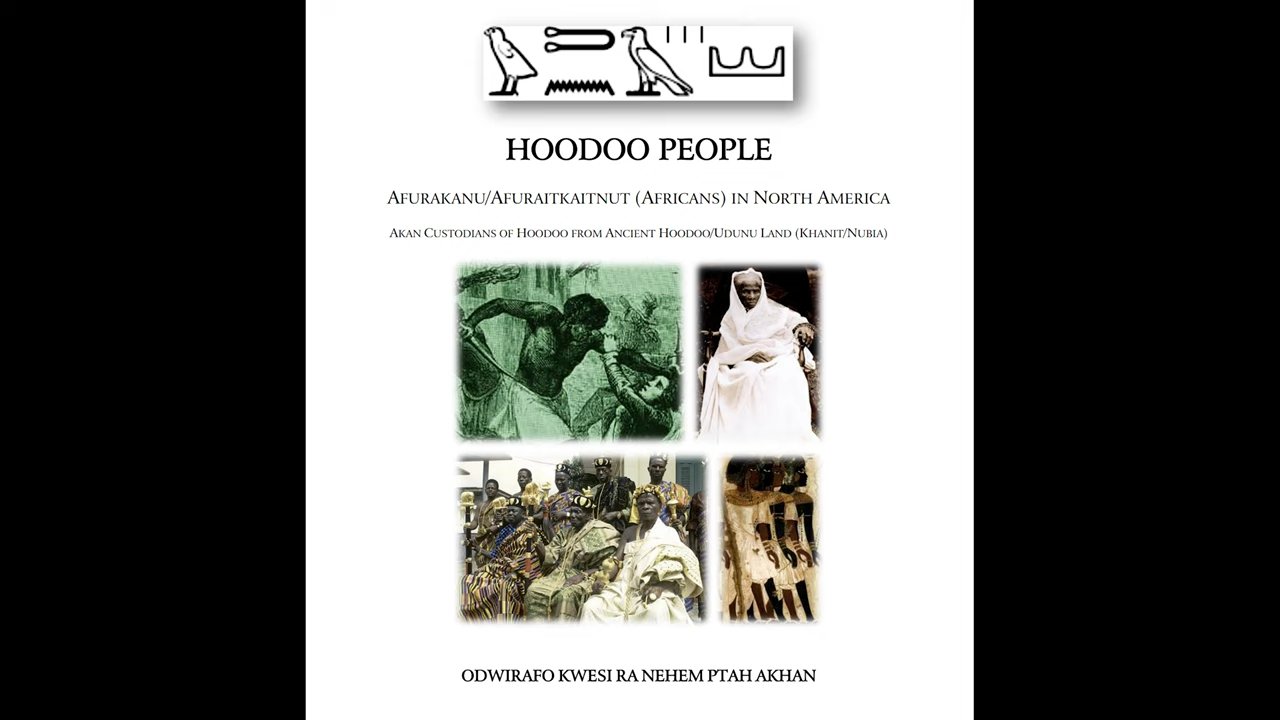 HOODOO PEOPLE
AFURAKANU/AFURAITKAITNUT (AFRICANS) IN NORTH AMERICA
AKAN CUSTODIANS OF HOODOO FROM ANCIENT HOODOO/UDUNU LAND (KHANIT/NUBIA)
ODWIRAFO KWESI RA NEHEM PTAH AKHAN